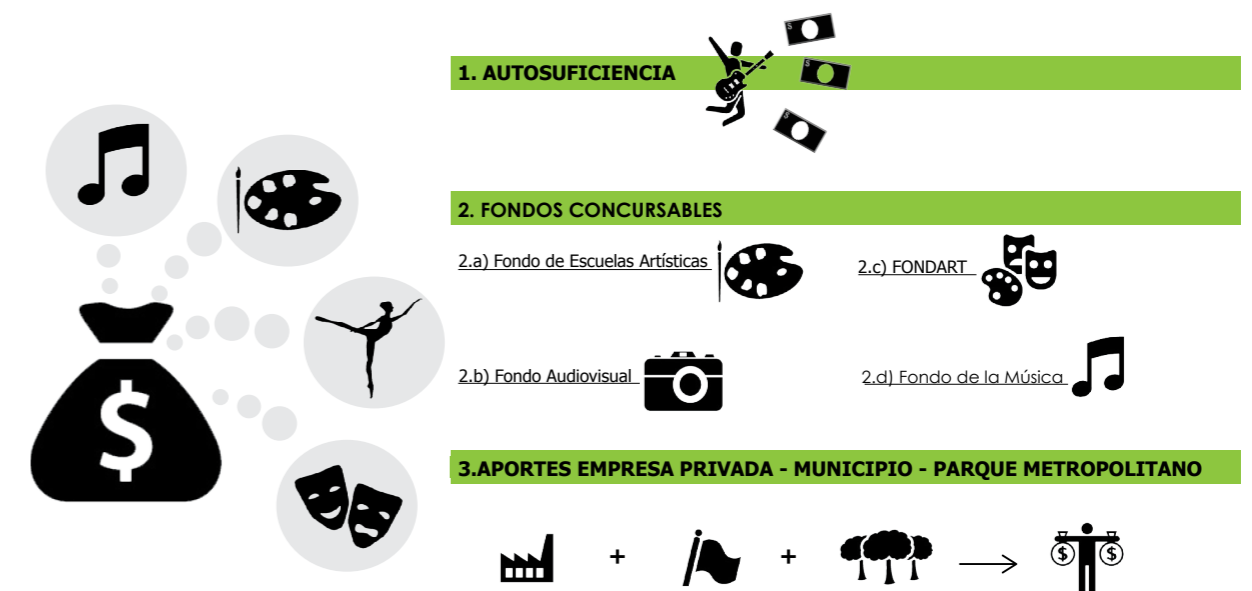 1. AUTOSUFICIENCIA
2. FONDOS CONCURSABLES
2.a) Fondo de Escuelas Artísticas
2.c) FONDART
2.b) Fondo Audiovisual
2.d) Fondo de la Música
3.APORTES EMPRESA PRIVADA - MUNICIPIO - PARQUE METROPOLITANO
$
+ + $ $